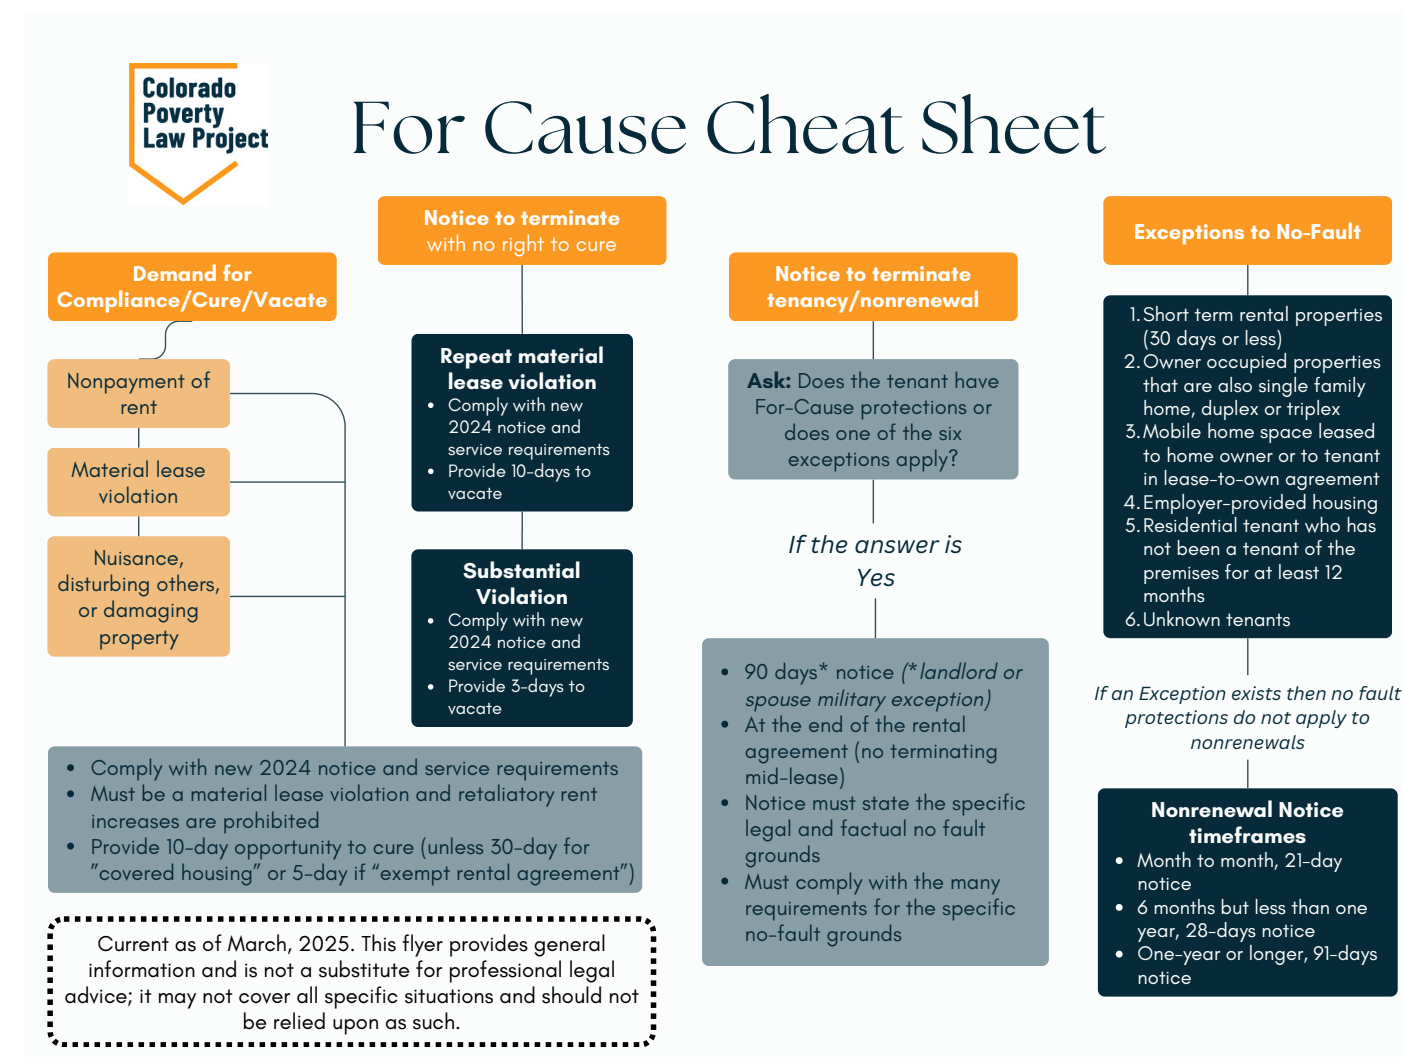 Colorado
Poverty
Law Project
For Cause Cheat Sheet
Demand for
Compliance/Cure/Vacate
Nonpayment of
rent
Material lease
violation
Nuisance,
disturbing others,
or damaging
property
Notice to terminate
with no right to cure
Repeat material
lease violation
• Comply with new
2024 notice and
service requirements
• Provide 10-days to
vacate
Substantial
Violation
• Comply with new
2024 notice and
service requirements
• Provide 3-days to
vacate
• Comply with new 2024 notice and service requirements
• Must be a material lease violation and retaliatory rent
increases are prohibited
• Provide 10-day opportunity to cure (unless 30-day for
"covered housing" or 5-day if "exempt rental agreement")
Current as of March, 2025. This flyer provides general
information and is not a substitute for professional legal
advice; it may not cover all specific situations and should not
be relied upon as such.
Notice to terminate
tenancy/nonrenewal
Ask: Does the tenant have
For-Cause protections or
does one of the six
exceptions apply?
If the answer is
Yes
• 90 days* notice (*landlord or
spouse military exception)
• At the end of the rental
agreement (no terminating
mid-lease)
• Notice must state the specific
legal and factual no fault
grounds
• Must comply with the many
requirements for the specific
no-fault grounds
Exceptions to No-Fault
1. Short term rental properties
(30 days or less)
2. Owner occupied properties
that are also single family
home, duplex or triplex
3. Mobile home space leased
to home owner or to tenant
in lease-to-own agreement
4. Employer-provided housing
5. Residential tenant who has
not been a tenant of the
premises for at least 12
months
6. Unknown tenants
If an Exception exists then no fault
protections do not apply to
nonrenewals
Nonrenewal Notice
timeframes
• Month to month, 21-day
notice
• 6 months but less than one
year, 28-days notice
• One-year or longer, 91-days
notice